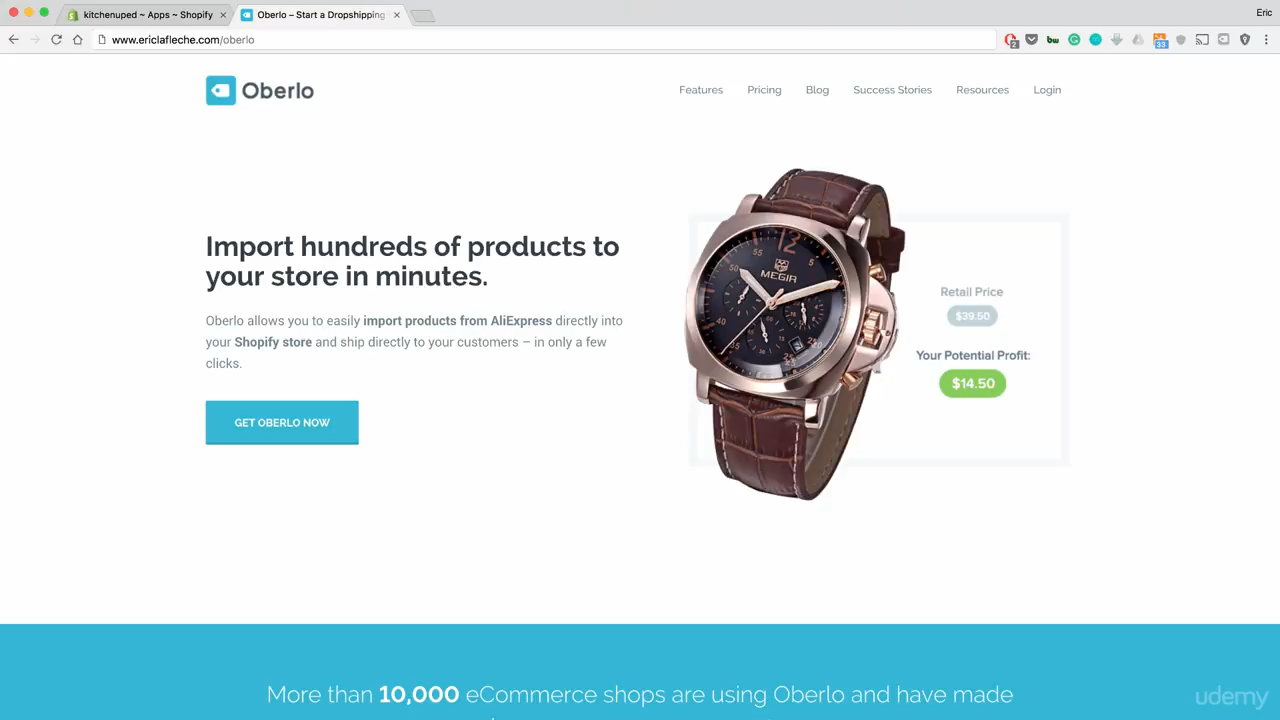 kitchenuped ~ Apps ~ Shopify
Oberlo – Start a Dropshipping
Eric
www.ericlafleche.com/oberlo
2
bw
33
Oberlo
Features
Pricing
Blog
Success Stories
Resources
Login
Import hundreds of products to
your store in minutes.
Oberlo allows you to easily import products from AliExpress directly into
your Shopify store and ship directly to your customers – in only a few
clicks.
GET OBERLO NOW
MEGIR
Retail Price
$39.50
Your Potential Profit:
$14.50
More than 10,000 eCommerce shops are using Oberlo and have made
udemy